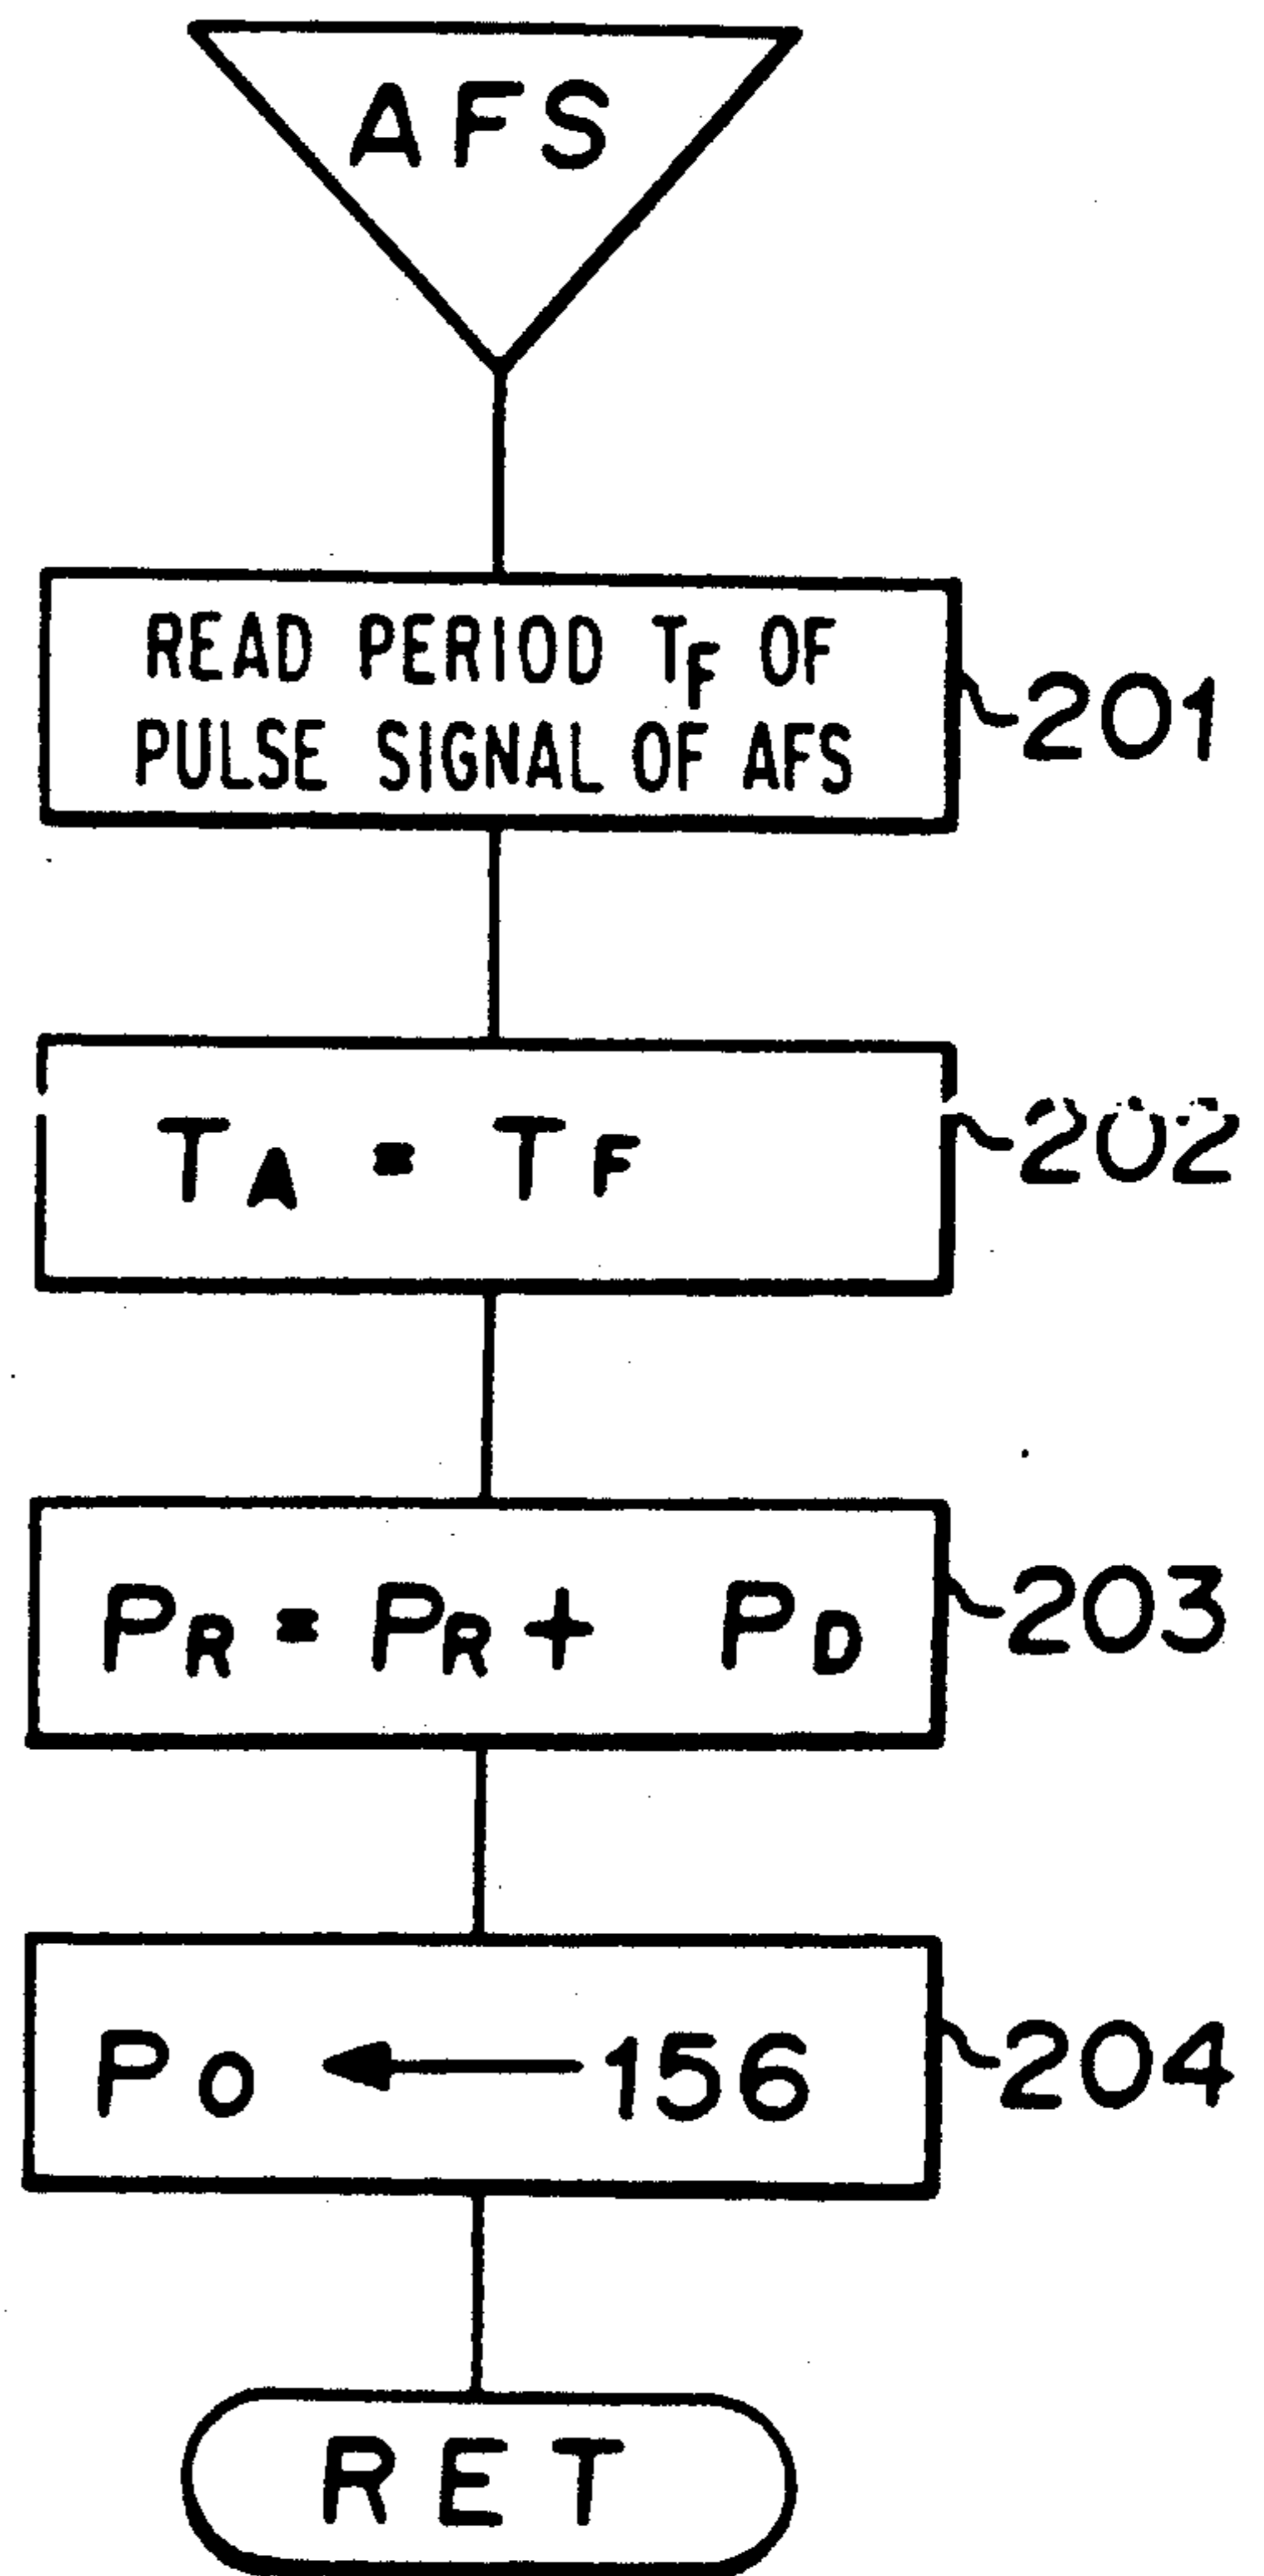 AFS
READ PERIOD TF OF
PULSE SIGNAL OF AFS
201
TA = TF
202
PR = PR + PD
203
PO ← 156
204
RET